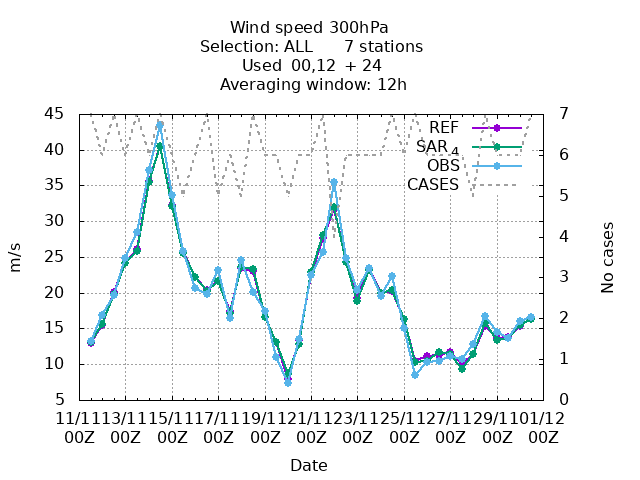 Wind speed 300hPa
Selection: ALL 7 stations
Used 00,12 + 24
Averaging window: 12h
45 7
REF
40 SAR 4 6
OBS
35 CASES 5
30 4
m/s
25 3
No cases
20 2
15
10 1
5 0
11/11 13/11 15/11 17/11 19/11 21/11 23/11 25/11 27/11 29/11 01/12
00Z 00Z 00Z 00Z 00Z 00Z 00Z 00Z 00Z 00Z 00Z
Date